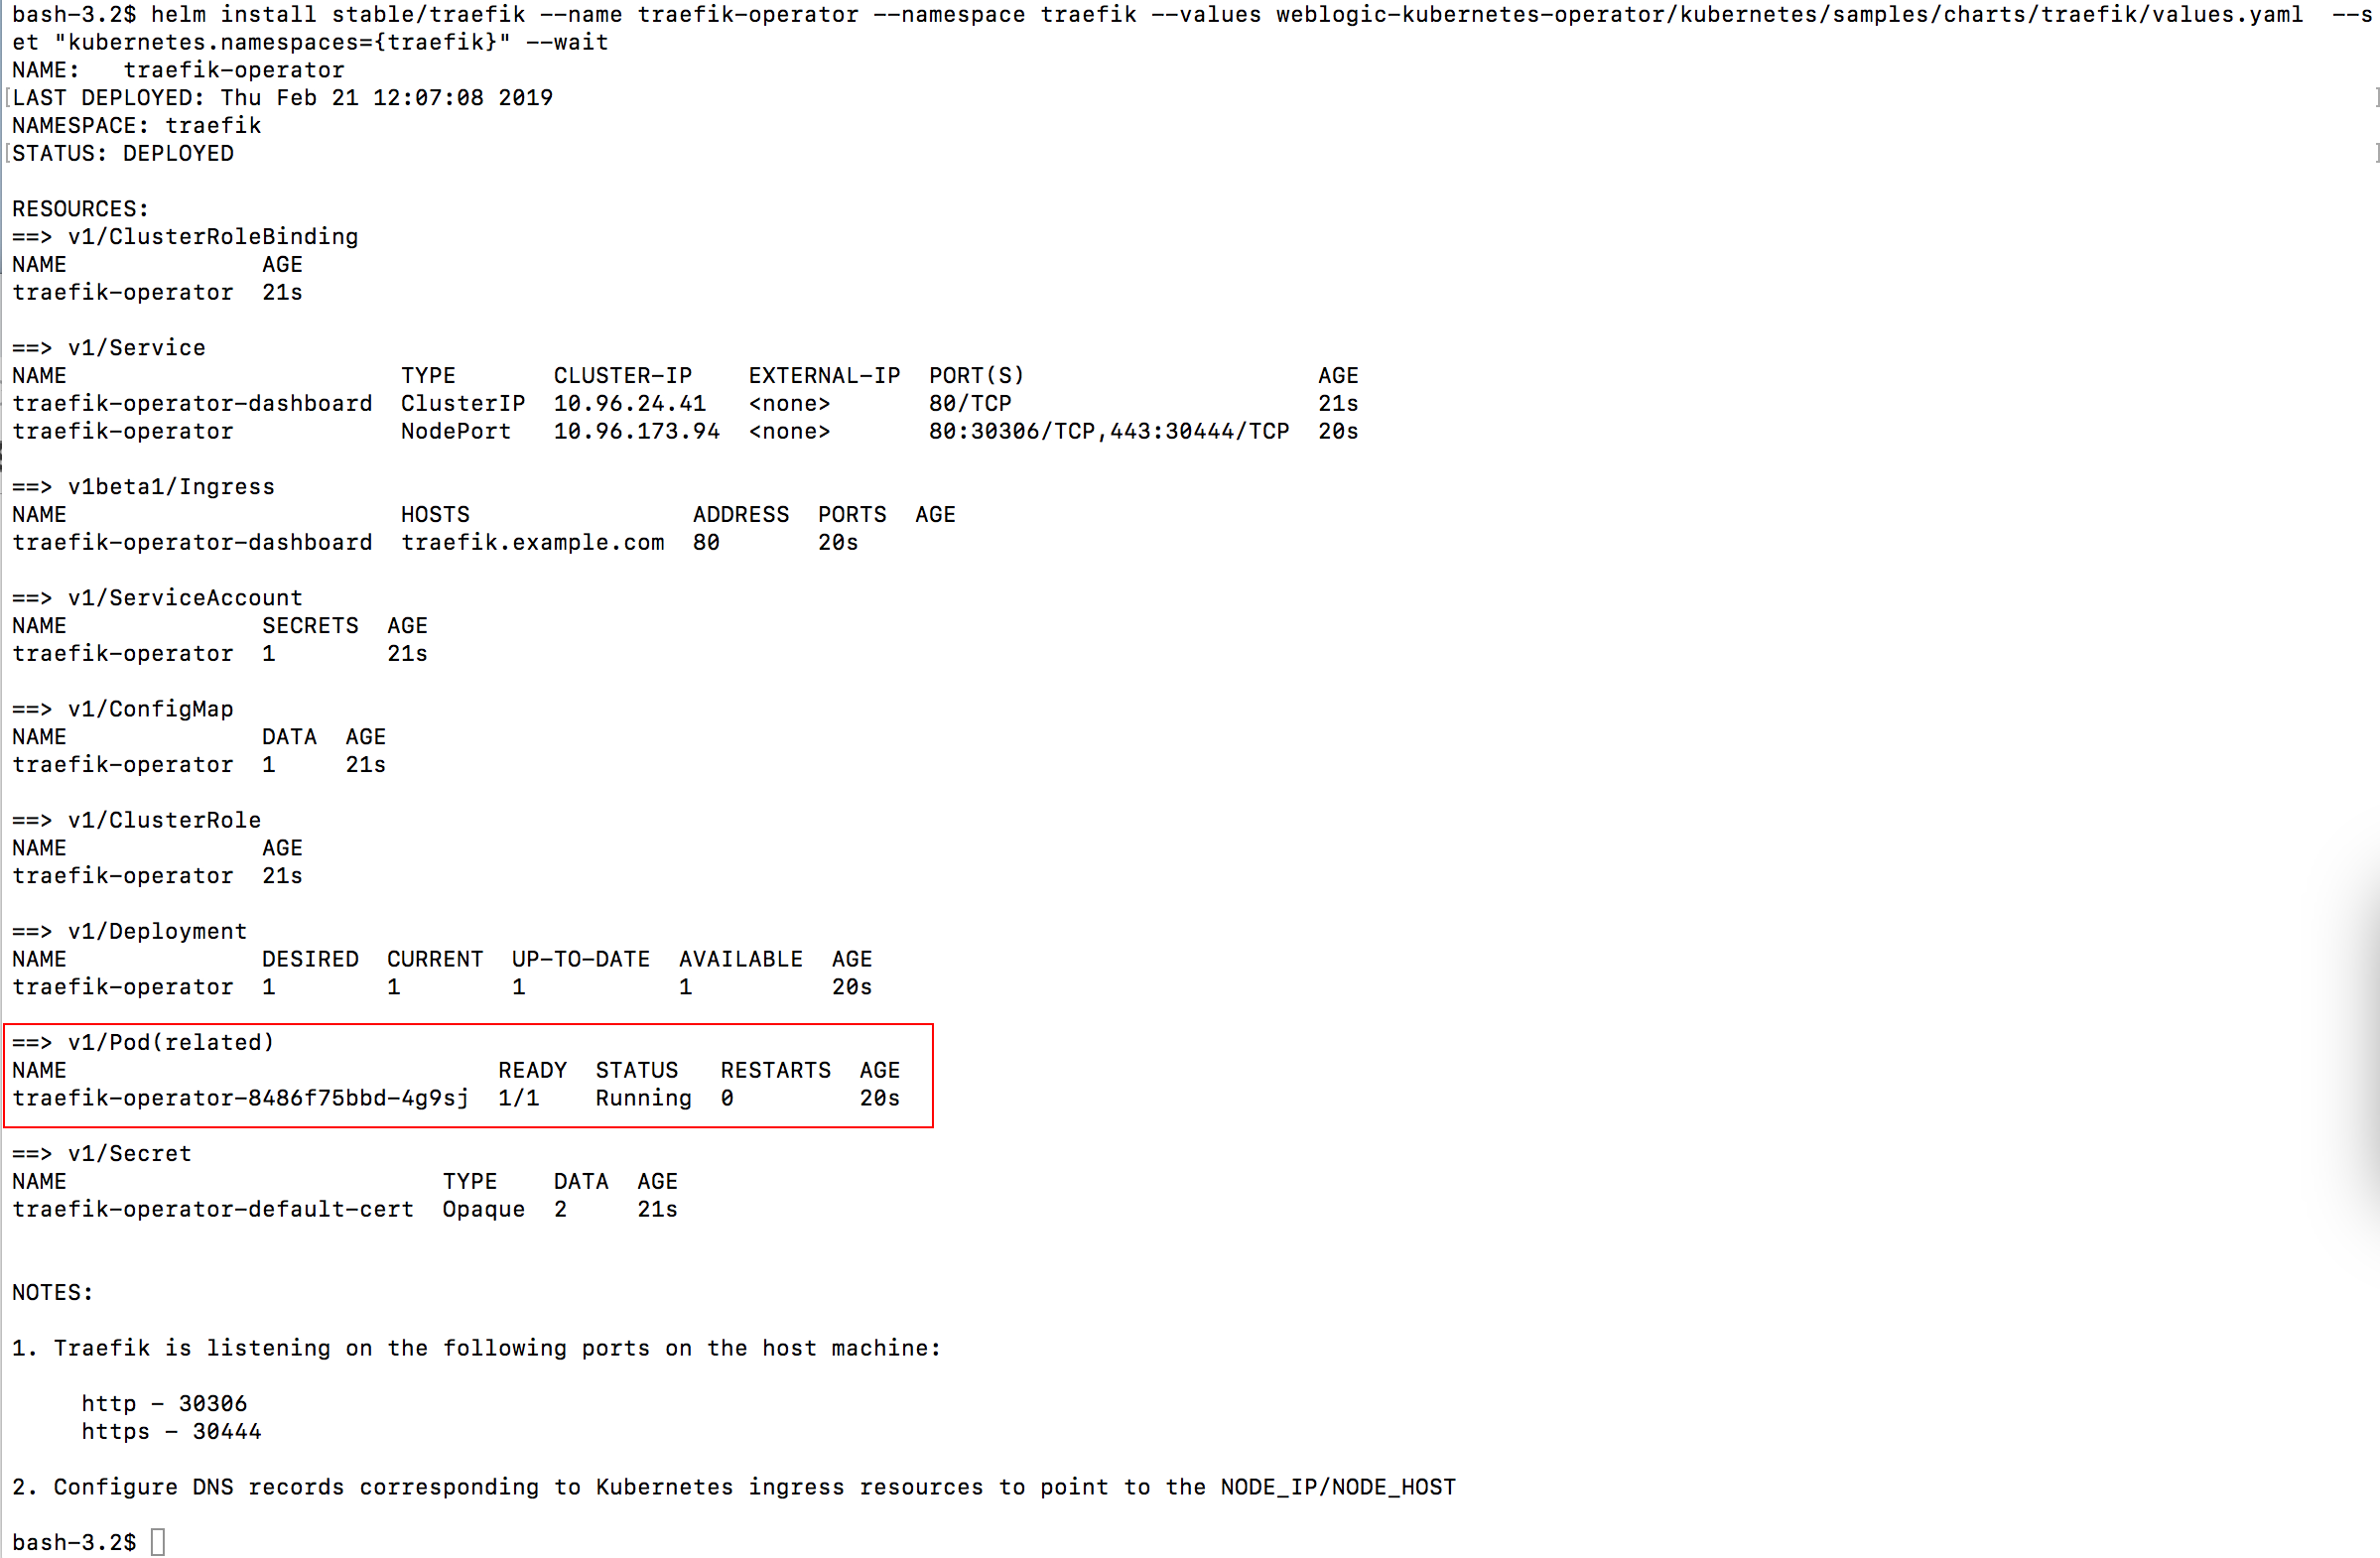 bash-3.2$ helm install stable/traefik --name traefik-operator --namespace traefik --values weblogic-kubernetes-operator/kubernetes/samples/charts/traefik/values.yaml  --s
et "kubernetes.namespaces={traefik}" --wait
NAME:   traefik-operator
[LAST DEPLOYED: Thu Feb 21 12:07:08 2019 ]
NAMESPACE: traefik
[STATUS: DEPLOYED ]
RESOURCES:
==> v1/ClusterRoleBinding
NAME              AGE
traefik-operator  21s
==> v1/Service
NAME                        TYPE       CLUSTER-IP    EXTERNAL-IP  PORT(S)                     AGE
traefik-operator-dashboard  ClusterIP  10.96.24.41   <none>       80/TCP                      21s
traefik-operator            NodePort   10.96.173.94  <none>       80:30306/TCP,443:30444/TCP  20s
==> v1beta1/Ingress
NAME                        HOSTS                ADDRESS  PORTS  AGE
traefik-operator-dashboard  traefik.example.com  80       20s
==> v1/ServiceAccount
NAME              SECRETS  AGE
traefik-operator  1        21s
==> v1/ConfigMap
NAME              DATA  AGE
traefik-operator  1     21s
==> v1/ClusterRole
NAME              AGE
traefik-operator  21s
==> v1/Deployment
NAME              DESIRED  CURRENT  UP-TO-DATE  AVAILABLE  AGE
traefik-operator  1        1        1           1          20s
==> v1/Pod(related)
NAME                               READY  STATUS   RESTARTS  AGE
traefik-operator-8486f75bbd-4g9sj  1/1    Running  0         20s
==> v1/Secret
NAME                           TYPE    DATA  AGE
traefik-operator-default-cert  Opaque  2     21s
NOTES:
1. Traefik is listening on the following ports on the host machine:
http - 30306
https - 30444
2. Configure DNS records corresponding to Kubernetes ingress resources to point to the NODE_IP/NODE_HOST
bash-3.2$